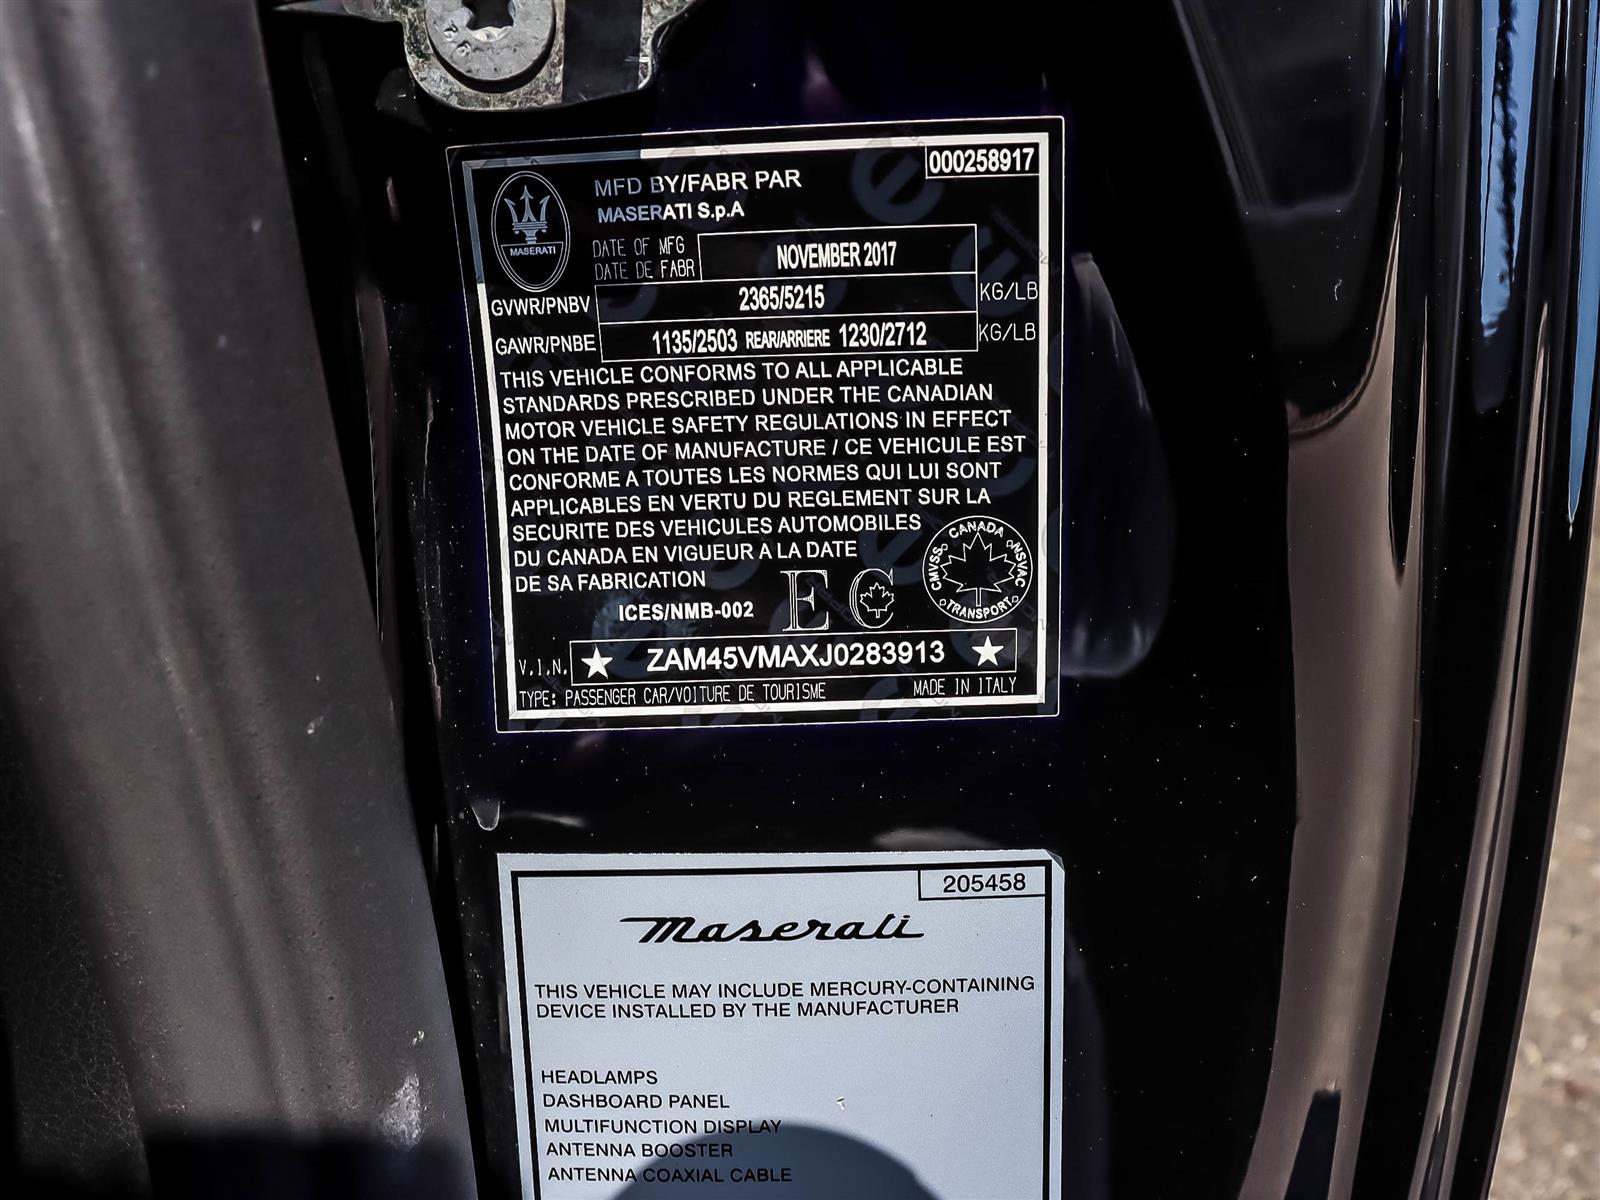 000258917
MFD BY/FABR PAR
MASERATI S.p.A
MASERATI
DATE OF MFG
DATE DE FABR
NOVEMBER 2017
GVWR/PNBV 2365/5215 KG/LB
GAWR/PNBE 1135/2503 REAR/ARRIERE 1230/2712 KG/LB
THIS VEHICLE CONFORMS TO ALL APPLICABLE
STANDARDS PRESCRIBED UNDER THE CANADIAN
MOTOR VEHICLE SAFETY REGULATIONS IN EFFECT
ON THE DATE OF MANUFACTURE / CE VEHICULE EST
CONFORME A TOUTES LES NORMES QUI LUI SONT
APPLICABLES EN VERTU DU REGLEMENT SUR LA
SECURITE DES VEHICULES AUTOMOBILES
DU CANADA EN VIGUEUR A LA DATE
DE SA FABRICATION
CANADA
CMVSS
NSVAC
TRANSPORT
ICES/NMB-002 EC
V.I.N. ★ ZAM45VMAXJ0283913 ★
TYPE: PASSENGER CAR/VOITURE DE TOURISME MADE IN ITALY
205458
Maserati
THIS VEHICLE MAY INCLUDE MERCURY-CONTAINING
DEVICE INSTALLED BY THE MANUFACTURER
HEADLAMPS
DASHBOARD PANEL
MULTIFUNCTION DISPLAY
ANTENNA BOOSTER
ANTENNA COAXIAL CABLE